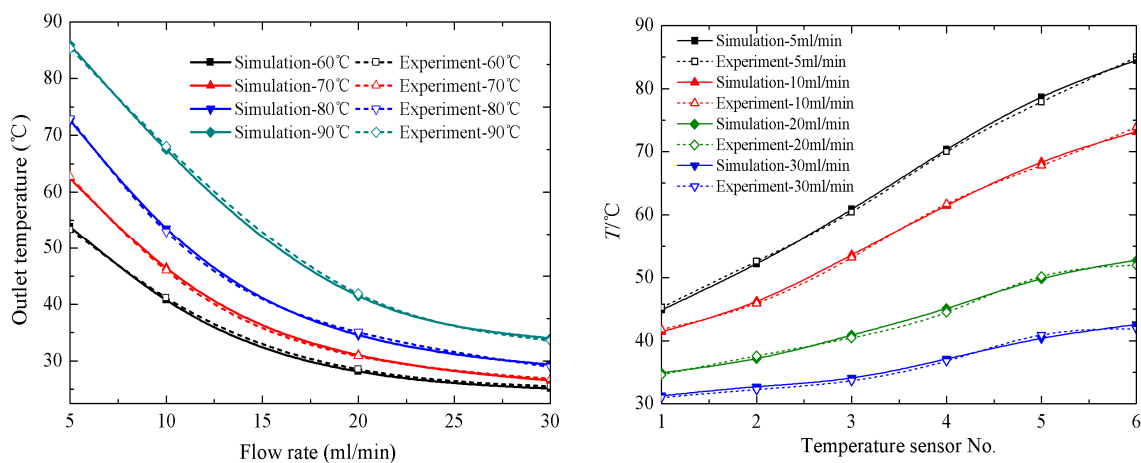 90
80
70
60
50
40
30
Outlet temperature (℃)
Simulation-60℃ Experiment-60℃
Simulation-70℃ Experiment-70℃
Simulation-80℃ Experiment-80℃
Simulation-90℃ Experiment-90℃
5 10 15 20 25 30
Flow rate (ml/min)
90
80
70
60
50
40
30
T/℃
Simulation-5ml/min
Experiment-5ml/min
Simulation-10ml/min
Experiment-10ml/min
Simulation-20ml/min
Experiment-20ml/min
Simulation-30ml/min
Experiment-30ml/min
1 2 3 4 5 6
Temperature sensor No.